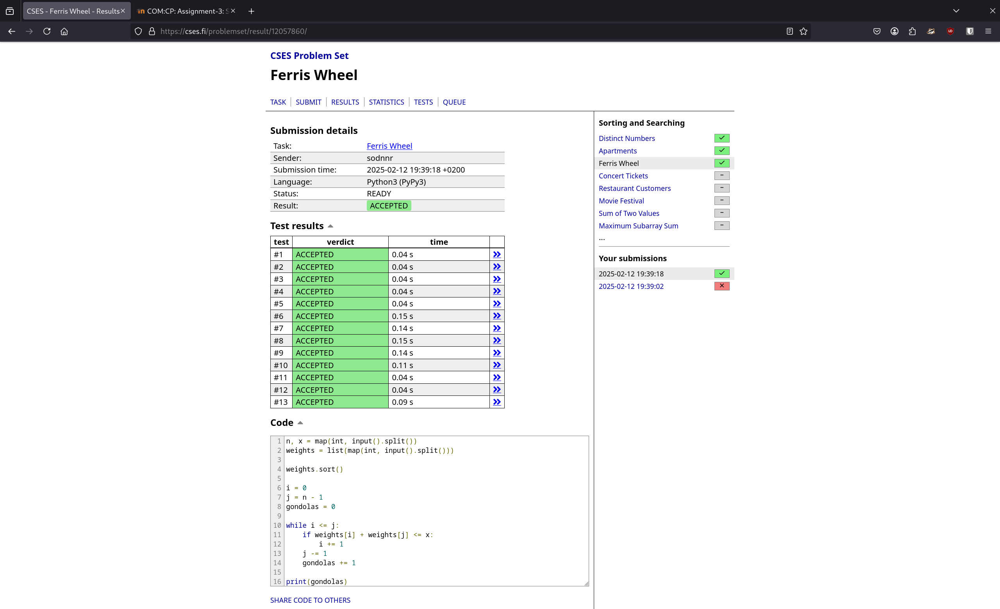 CSES - Ferris Wheel - Results
COM:CP: Assignment-3: S
https://cses.fi/problemset/result/12057860/
CSES Problem Set
Ferris Wheel
TASK | SUBMIT | RESULTS | STATISTICS | TESTS | QUEUE
Submission details
Task: Ferris Wheel
Sender: sodnnr
Submission time: 2025-02-12 19:39:18 +0200
Language: Python3 (PyPy3)
Status: READY
Result: ACCEPTED
Test results
test verdict time
#1 ACCEPTED 0.04 s »
#2 ACCEPTED 0.04 s »
#3 ACCEPTED 0.04 s »
#4 ACCEPTED 0.04 s »
#5 ACCEPTED 0.04 s »
#6 ACCEPTED 0.15 s »
#7 ACCEPTED 0.14 s »
#8 ACCEPTED 0.15 s »
#9 ACCEPTED 0.14 s »
#10 ACCEPTED 0.11 s »
#11 ACCEPTED 0.04 s »
#12 ACCEPTED 0.04 s »
#13 ACCEPTED 0.09 s »
Code
1 n, x = map(int, input().split())
2 weights = list(map(int, input().split()))
3
4 weights.sort()
5
6 i = 0
7 j = n - 1
8 gondolas = 0
9
10 while i <= j:
11     if weights[i] + weights[j] <= x:
12         i += 1
13     j -= 1
14     gondolas += 1
15
16 print(gondolas)
SHARE CODE TO OTHERS
Sorting and Searching
Distinct Numbers
Apartments
Ferris Wheel
Concert Tickets –
Restaurant Customers –
Movie Festival –
Sum of Two Values –
Maximum Subarray Sum –
...
Your submissions
2025-02-12 19:39:18
2025-02-12 19:39:02